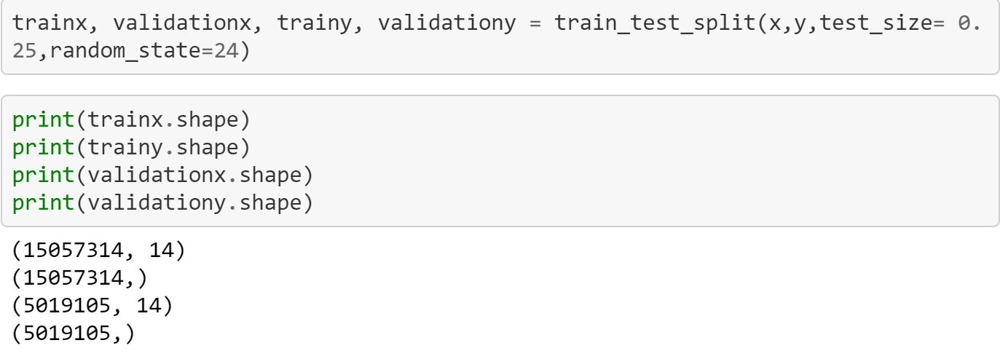 trainx, validationx, trainy, validationy = train_test_split(x,y,test_size= 0.
25,random_state=24)
print(trainx.shape)
print(trainy.shape)
print(validationx.shape)
print(validationy.shape)
(15057314, 14)
(15057314,)
(5019105, 14)
(5019105,)